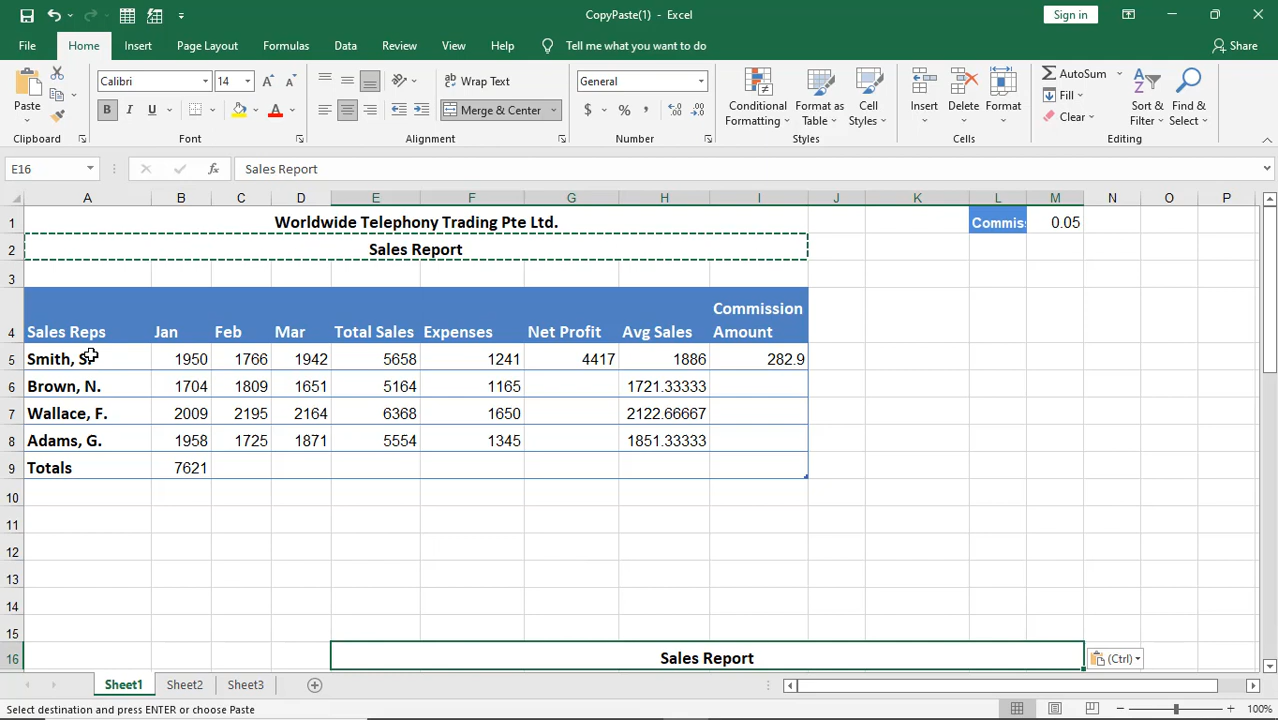 CopyPaste(1) - Excel
Sign in
File Home Insert Page Layout Formulas Data Review View Help Tell me what you want to do Share
Paste
Calibri 14
B I U A
Wrap Text
Merge & Center
General
$ % ,
Conditional Formatting
Format as Table
Cell Styles
Insert
Delete
Format
AutoSum
Fill
Clear
Sort & Filter
Find & Select
Clipboard Font Alignment Number Styles Cells Editing
E16 fx Sales Report
A B C D E F G H I J K L M N O P
1 Worldwide Telephony Trading Pte Ltd. Commis 0.05
2 Sales Report
3
4 Sales Reps Jan Feb Mar Total Sales Expenses Net Profit Avg Sales Commission Amount
5 Smith, S. 1950 1766 1942 5658 1241 4417 1886 282.9
6 Brown, N. 1704 1809 1651 5164 1165 1721.33333
7 Wallace, F. 2009 2195 2164 6368 1650 2122.66667
8 Adams, G. 1958 1725 1871 5554 1345 1851.33333
9 Totals 7621
10
11
12
13
14
15
16 Sales Report (Ctrl)
Sheet1 Sheet2 Sheet3
Select destination and press ENTER or choose Paste 100%